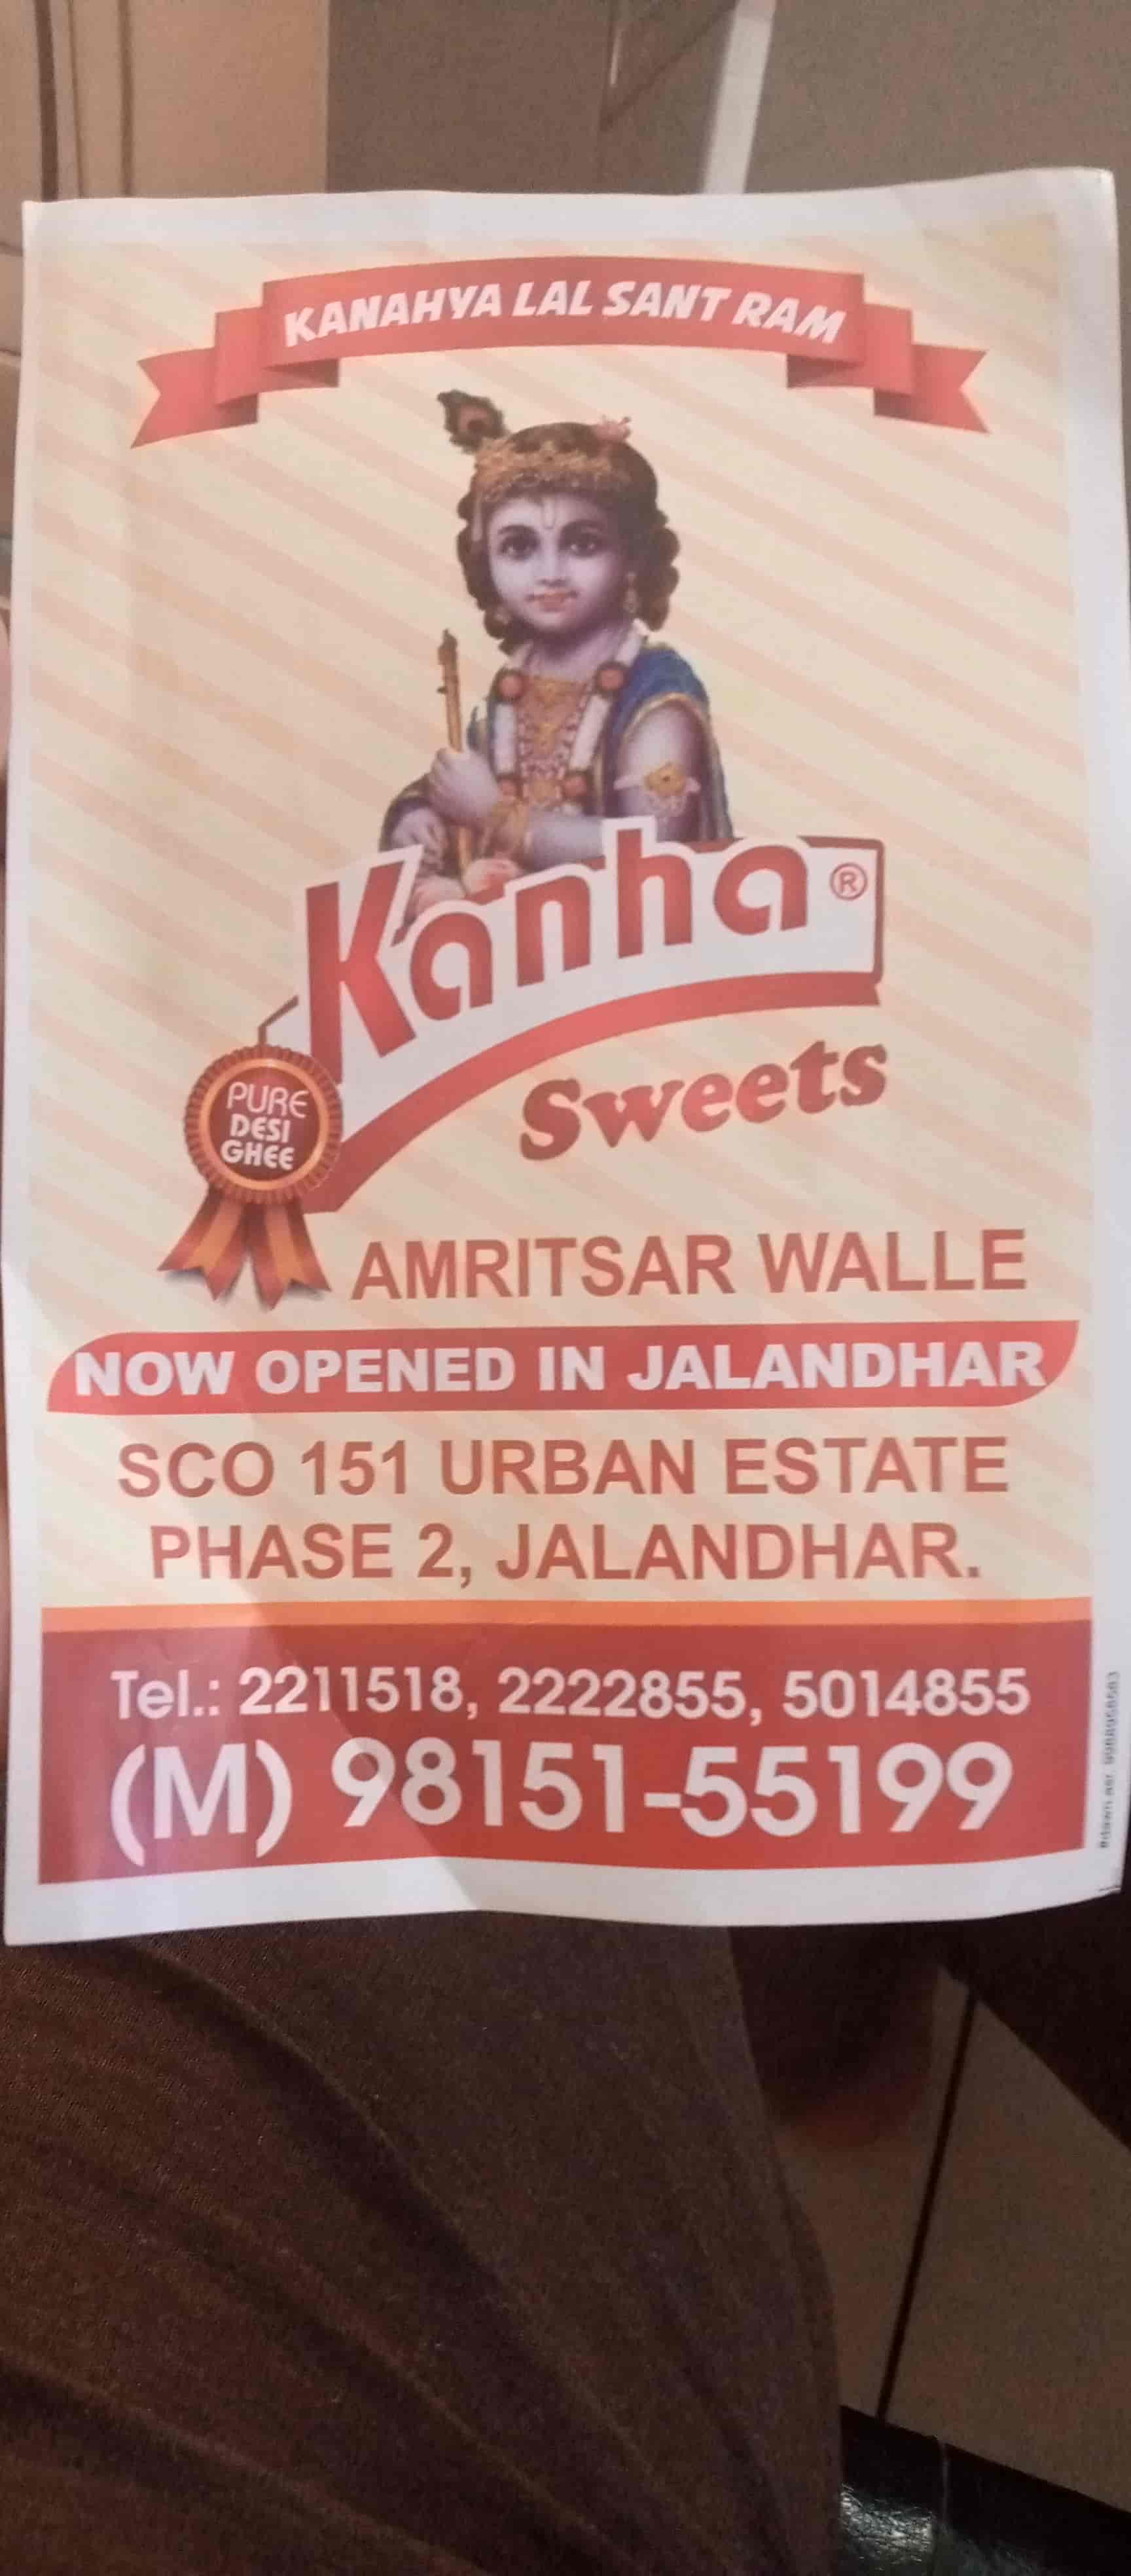 KANAHYA LAL SANT RAM
Kanha®
Sweets
PURE
DESI
GHEE
AMRITSAR WALLE
NOW OPENED IN JALANDHAR
SCO 151 URBAN ESTATE
PHASE 2, JALANDHAR.
Tel.: 2211518, 2222855, 5014855
(M) 98151-55199